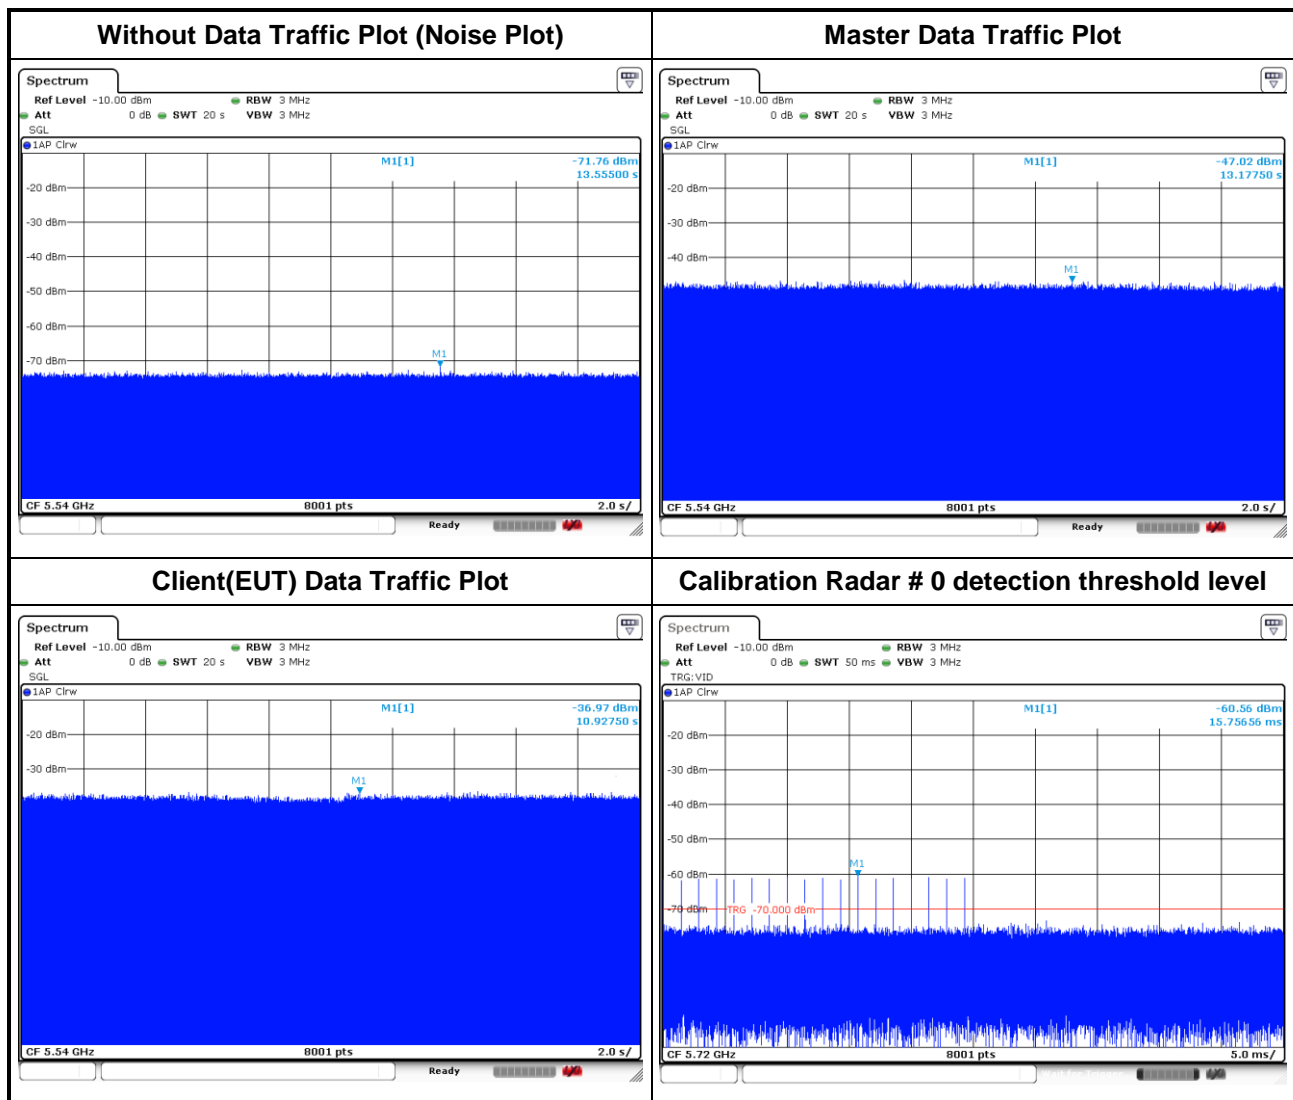 Without Data Traffic Plot (Noise Plot)
Spectrum
Ref Level -10.00 dBm RBW 3 MHz
Att 0 dB SWT 20 s VBW 3 MHz
SGL
1AP Clrw
M1[1] -71.76 dBm
13.55500 s
-20 dBm
-30 dBm
-40 dBm
-50 dBm
-60 dBm
M1
-70 dBm
CF 5.54 GHz 8001 pts 2.0 s/
Ready
Master Data Traffic Plot
Spectrum
Ref Level -10.00 dBm RBW 3 MHz
Att 0 dB SWT 20 s VBW 3 MHz
SGL
1AP Clrw
M1[1] -47.02 dBm
13.17750 s
-20 dBm
-30 dBm
-40 dBm
M1
CF 5.54 GHz 8001 pts 2.0 s/
Ready
Client(EUT) Data Traffic Plot
Spectrum
Ref Level -10.00 dBm RBW 3 MHz
Att 0 dB SWT 20 s VBW 3 MHz
SGL
1AP Clrw
M1[1] -36.97 dBm
10.92750 s
-20 dBm
-30 dBm
M1
CF 5.54 GHz 8001 pts 2.0 s/
Ready
Calibration Radar # 0 detection threshold level
Spectrum
Ref Level -10.00 dBm RBW 3 MHz
Att 0 dB SWT 50 ms VBW 3 MHz
TRG:VID
1AP Clrw
M1[1] -60.56 dBm
15.75656 ms
-20 dBm
-30 dBm
-40 dBm
-50 dBm
M1
-60 dBm
-70 dBm TRG -70.000 dBm
CF 5.72 GHz 8001 pts 5.0 ms/
Wait for Trigger